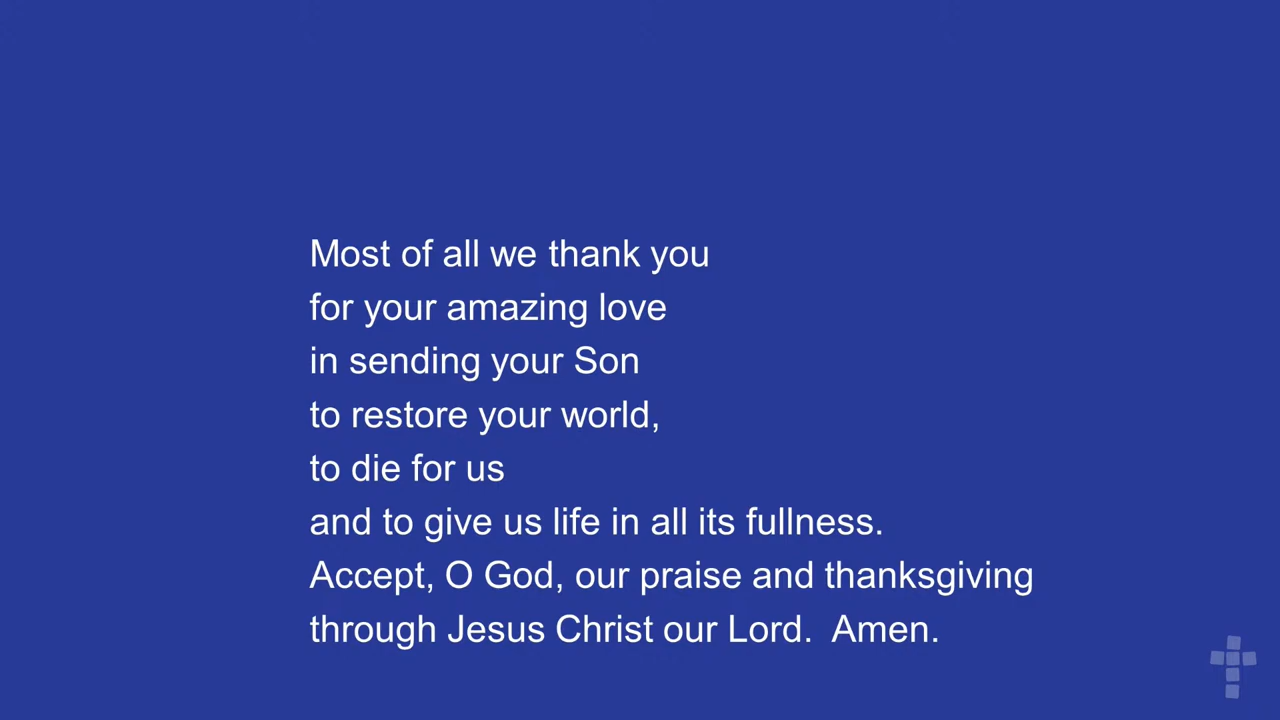 Most of all we thank you
for your amazing love
in sending your Son
to restore your world,
to die for us
and to give us life in all its fullness.
Accept, O God, our praise and thanksgiving
through Jesus Christ our Lord.  Amen.